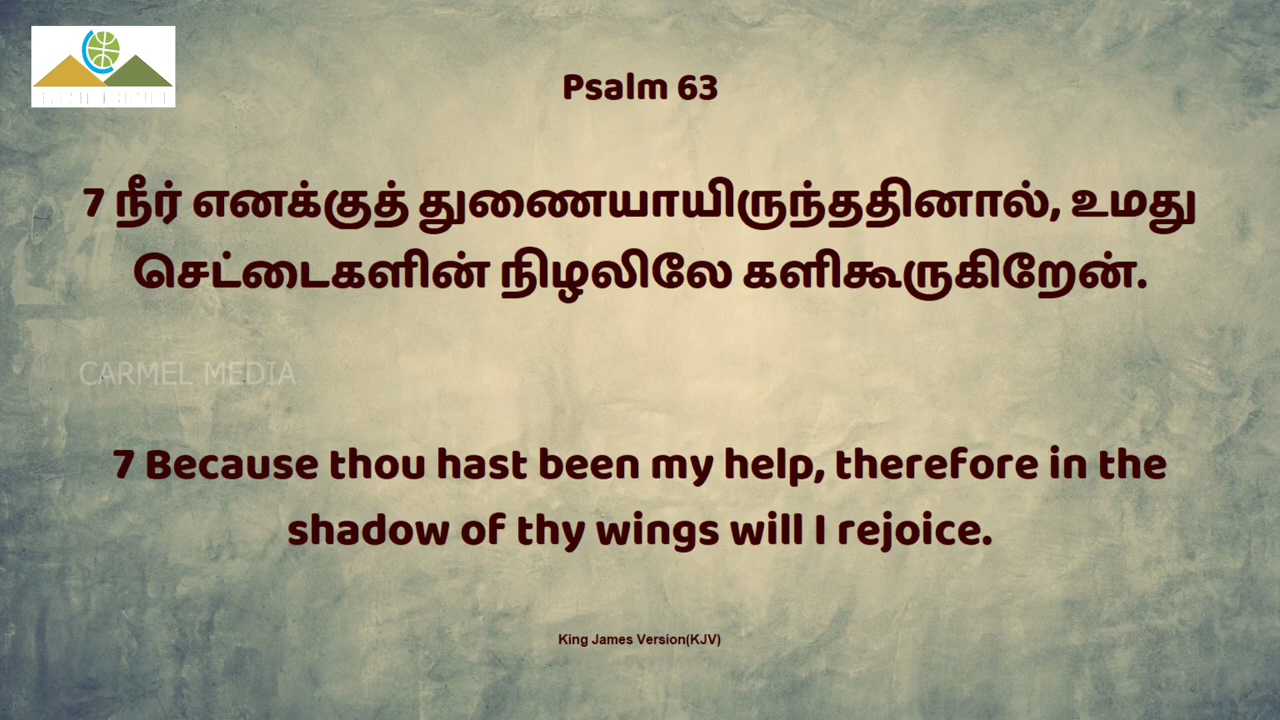 Psalm 63
7 நீர் எனக்குத் துணையாயிருந்ததினால், உமது
செட்டைகளின் நிழலிலே களிகூருகிறேன்.
CARMEL MEDIA
7 Because thou hast been my help, therefore in the
shadow of thy wings will I rejoice.
King James Version(KJV)